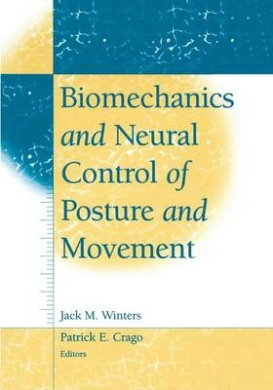 Biomechanics
and Neural
Control of
Posture and
Movement
Jack M. Winters
Patrick E. Crago
Editors